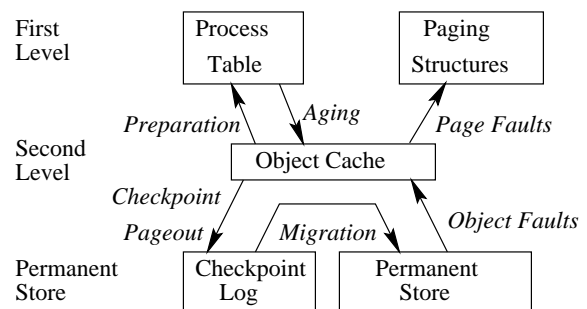 First
Level
Process
Table
Paging
Structures
Preparation
Aging
Page Faults
Second
Level
Object Cache
Checkpoint
Pageout
Migration
Object Faults
Permanent
Store
Checkpoint
Log
Permanent
Store